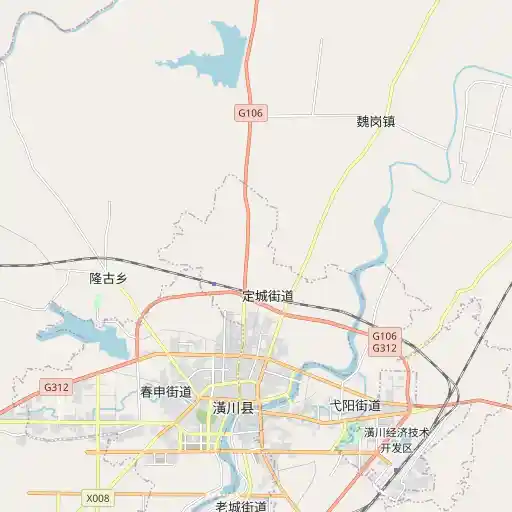 G106
魏岗镇
隆古乡
定城街道
G106
G312
G312
春申街道
潢川县
弋阳街道
潢川经济技术
开发区
X008
老城街道